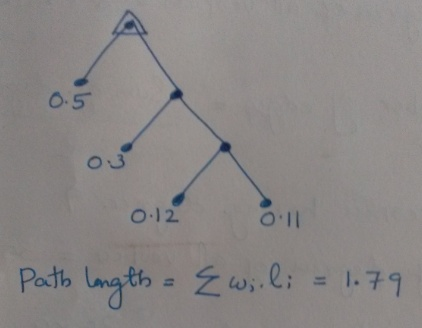 0.5
0.3
0.12 0.11
Path length = Σ wᵢ.lᵢ = 1.79